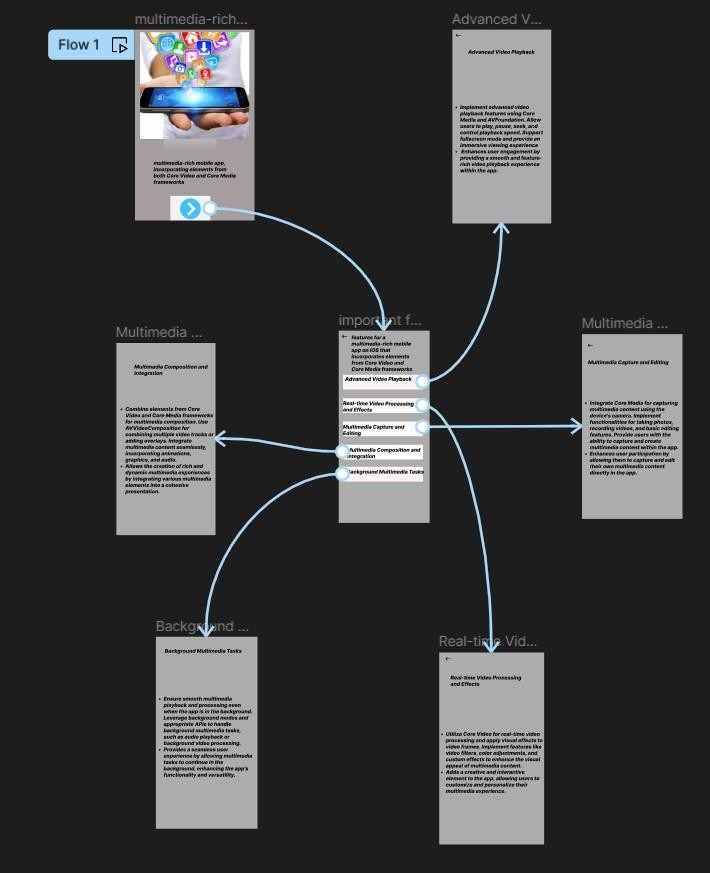 multimedia-rich...
Flow 1
multimedia-rich mobile app,
incorporating elements from
both Core Video and Core Media
frameworks
Advanced V...
←
Advanced Video Playback
• Implement advanced video
playback features using Core
Media and AVFoundation. Allow
users to play, pause, seek, and
control playback speed. Support
fullscreen mode and provide an
immersive viewing experience
• Enhances user engagement by
providing a smooth and feature-
rich video playback experience
within the app.
important f...
←
features for a
multimedia-rich mobile
app on iOS that
incorporates elements
from Core Video and
Core Media frameworks
Advanced Video Playback
Real-time Video Processing
and Effects
Multimedia Capture and
Editing
Multimedia Composition and
Integration
Background Multimedia Tasks
Multimedia ...
Multimedia Composition and
Integration
• Combine elements from Core
Video and Core Media frameworks
for multimedia composition. Use
AVVideoComposition for
combining multiple video tracks or
adding overlays. Integrate
multimedia content seamlessly,
incorporating animations,
graphics, and audio.
• Allows the creation of rich and
dynamic multimedia experiences
by integrating various multimedia
elements into a cohesive
presentation.
Multimedia ...
←
Multimedia Capture and Editing
• Integrate Core Media for capturing
multimedia content using the
device's camera. Implement
functionalities for taking photos,
recording videos, and basic editing
features. Provide users with the
ability to capture and create
multimedia content within the app.
• Enhances user participation by
allowing them to capture and edit
their own multimedia content
directly in the app.
Background ...
Background Multimedia Tasks
• Ensure smooth multimedia
playback and processing even
when the app is in the background.
Leverage background modes and
appropriate APIs to handle
background multimedia tasks,
such as audio playback or
background video processing.
• Provides a seamless user
experience by allowing multimedia
tasks to continue in the
background, enhancing the app's
functionality and versatility.
Real-time Vid...
←
Real-time Video Processing
and Effects
• Utilize Core Video for real-time video
processing and apply visual effects to
video frames. Implement features like
video filters, color adjustments, and
custom effects to enhance the visual
appeal of multimedia content.
• Adds a creative and interactive
element to the app, allowing users to
customize and personalize their
multimedia experience.